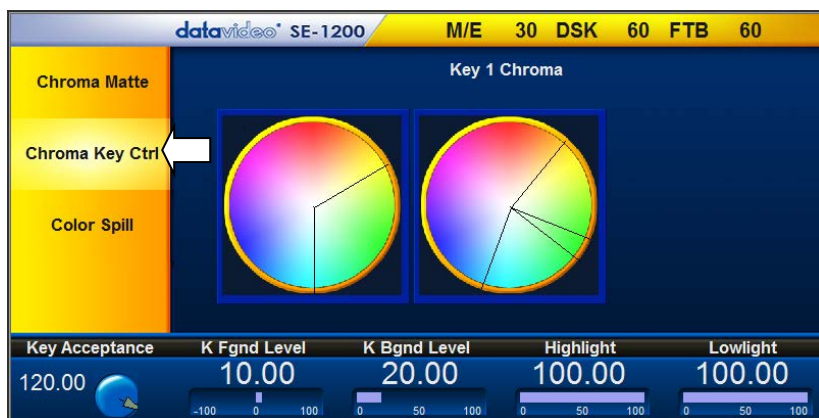 datavideo SE-1200 M/E 30 DSK 60 FTB 60
Chroma Matte
Key 1 Chroma
Chroma Key Ctrl
Color Spill
Key Acceptance K Fgnd Level K Bgnd Level Highlight Lowlight
120.00 10.00 20.00 100.00 100.00
-100 0 100 0 50 100 0 50 100 0 50 100